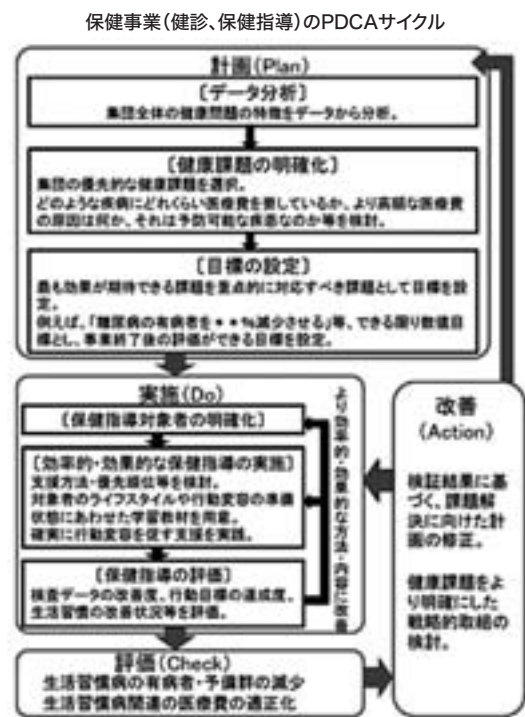 保健事業(健診、保健指導)のPDCAサイクル
計画(Plan)
[データ分析]
集団全体の健康問題の特徴をデータから分析。
[健康課題の明確化]
集団の優先的な健康課題を選択。
どのような疾病にどれくらい医療費を要しているか、より高額な医療費
の原因は何か、それは予防可能な疾患なのか等を検討。
[目標の設定]
最も効果が期待できる課題を重点的に対応すべき課題として目標を設
定。
例えば、「糖尿病の有病者を**%減少させる」等、できる限り数値目
標とし、事業終了後の評価ができる目標を設定。
実施(Do)
[保健指導対象者の明確化]
[効率的・効果的な保健指導の実施]
支援方法・優先順位等を検討。
対象者のライフスタイルや行動変容の準備
状態にあわせた学習教材を用意。
確実に行動変容を促す支援を実践。
[保健指導の評価]
検査データの改善度、行動目標の達成度、
生活習慣の改善状況等を評価。
より効率的・効果的な方法・内容に改善
評価(Check)
生活習慣病の有病者・予備群の減少
生活習慣病関連の医療費の適正化
改善
(Action)
検証結果に
基づく、課題解
決に向けた計
画の修正。
健康課題をよ
り明確にした
戦略的取組の
検討。